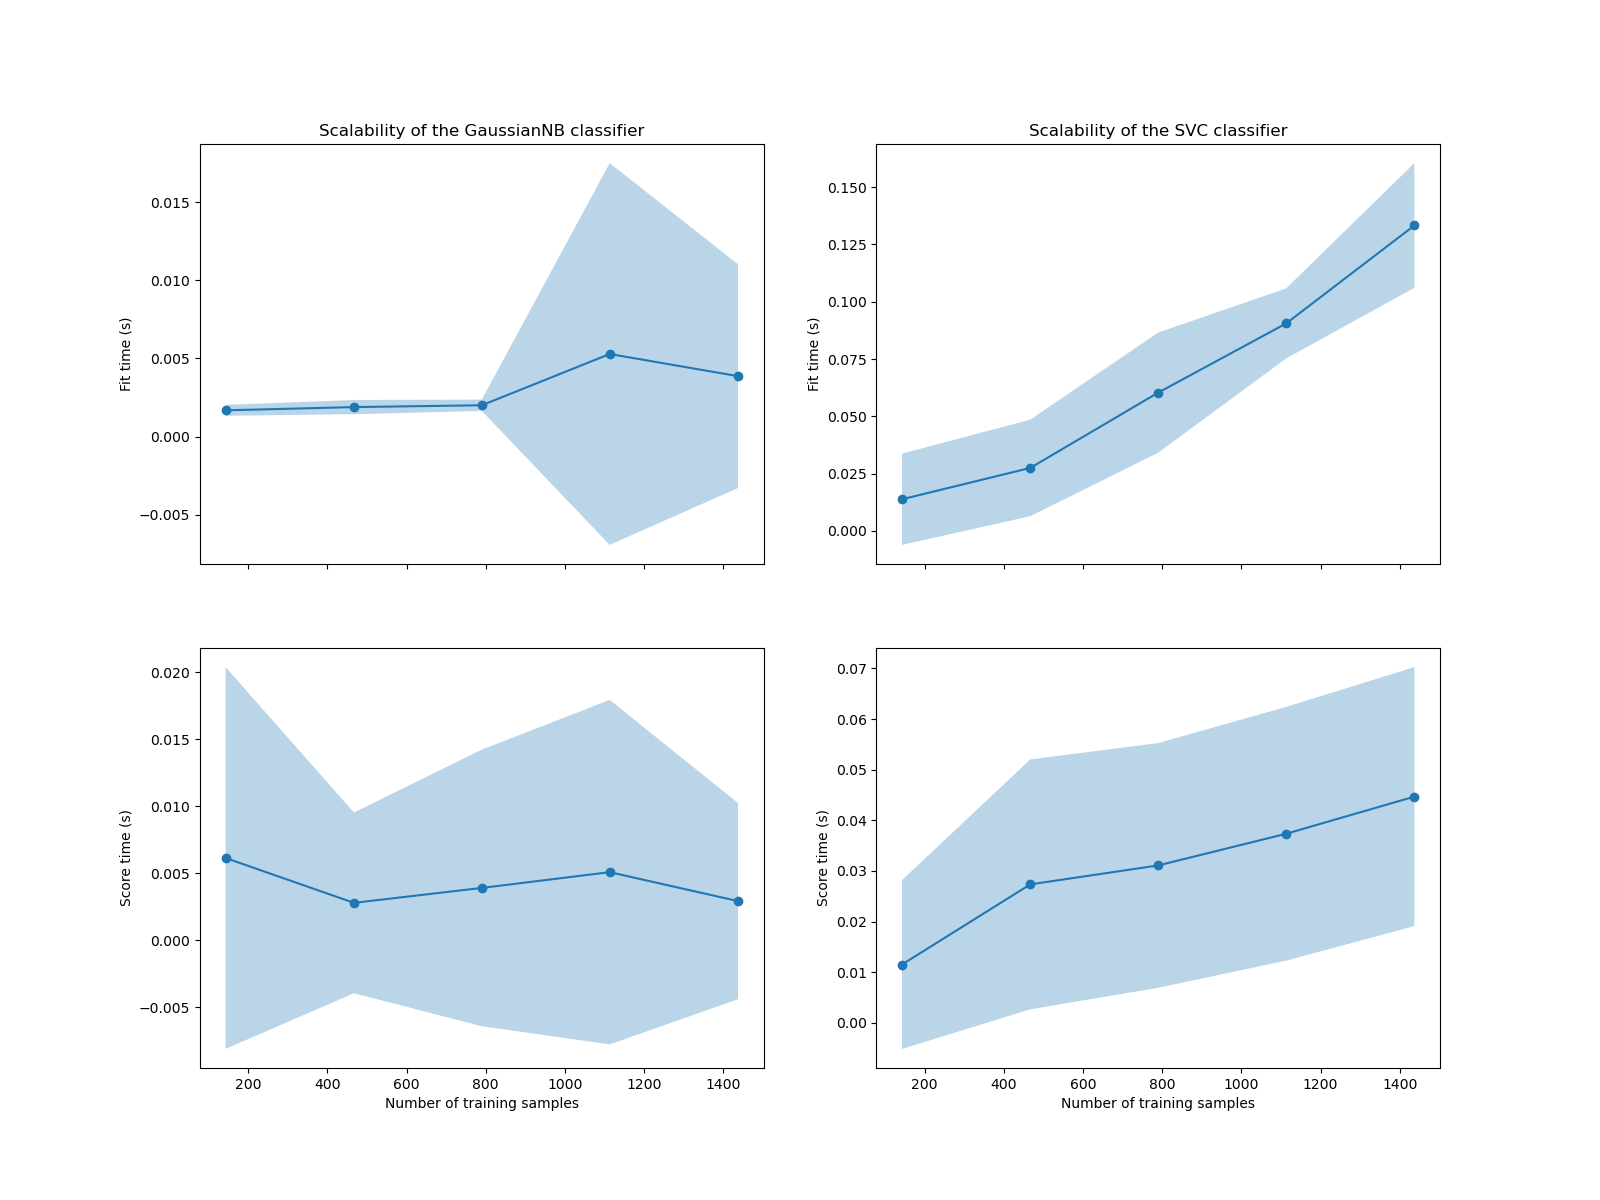 Scalability of the GaussianNB classifier
Fit time (s)
0.015
0.010
0.005
0.000
−0.005
Scalability of the SVC classifier
Fit time (s)
0.150
0.125
0.100
0.075
0.050
0.025
0.000
Score time (s)
0.020
0.015
0.010
0.005
0.000
−0.005
200 400 600 800 1000 1200 1400
Number of training samples
Score time (s)
0.07
0.06
0.05
0.04
0.03
0.02
0.01
0.00
200 400 600 800 1000 1200 1400
Number of training samples